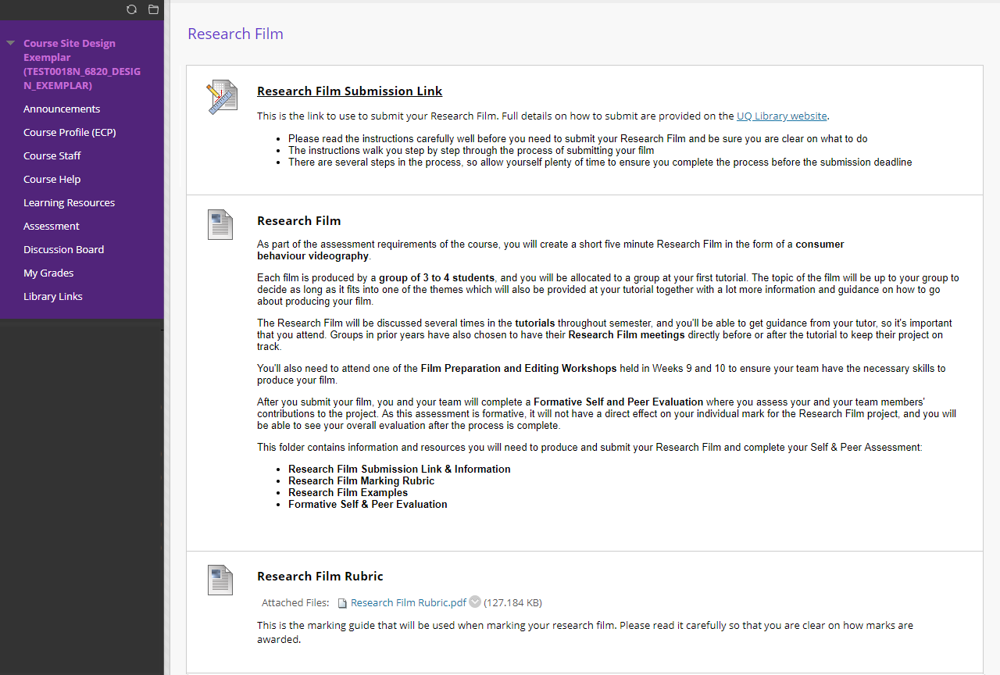 Course Site Design
Exemplar
(TEST0018N_6820_DESIG
N_EXEMPLAR)
Announcements
Course Profile (ECP)
Course Staff
Course Help
Learning Resources
Assessment
Discussion Board
My Grades
Library Links
Research Film
Research Film Submission Link
This is the link to use to submit your Research Film. Full details on how to submit are provided on the UQ Library website.
• Please read the instructions carefully well before you need to submit your Research Film and be sure you are clear on what to do
• The instructions walk you step by step through the process of submitting your film
• There are several steps in the process, so allow yourself plenty of time to ensure you complete the process before the submission deadline
Research Film
As part of the assessment requirements of the course, you will create a short five minute Research Film in the form of a consumer
behaviour videography.
Each film is produced by a group of 3 to 4 students, and you will be allocated to a group at your first tutorial. The topic of the film will be up to your group to
decide as long as it fits into one of the themes which will also be provided at your tutorial together with a lot more information and guidance on how to go
about producing your film.
The Research Film will be discussed several times in the tutorials throughout semester, and you'll be able to get guidance from your tutor, so it's important
that you attend. Groups in prior years have also chosen to have their Research Film meetings directly before or after the tutorial to keep their project on
track.
You'll also need to attend one of the Film Preparation and Editing Workshops held in Weeks 9 and 10 to ensure your team have the necessary skills to
produce your film.
After you submit your film, you and your team will complete a Formative Self and Peer Evaluation where you assess your and your team members'
contributions to the project. As this assessment is formative, it will not have a direct effect on your individual mark for the Research Film project, and you will
be able to see your overall evaluation after the process is complete.
This folder contains information and resources you will need to produce and submit your Research Film and complete your Self & Peer Assessment:
• Research Film Submission Link & Information
• Research Film Marking Rubric
• Research Film Examples
• Formative Self & Peer Evaluation
Research Film Rubric
Attached Files: Research Film Rubric.pdf (127.184 KB)
This is the marking guide that will be used when marking your research film. Please read it carefully so that you are clear on how marks are
awarded.